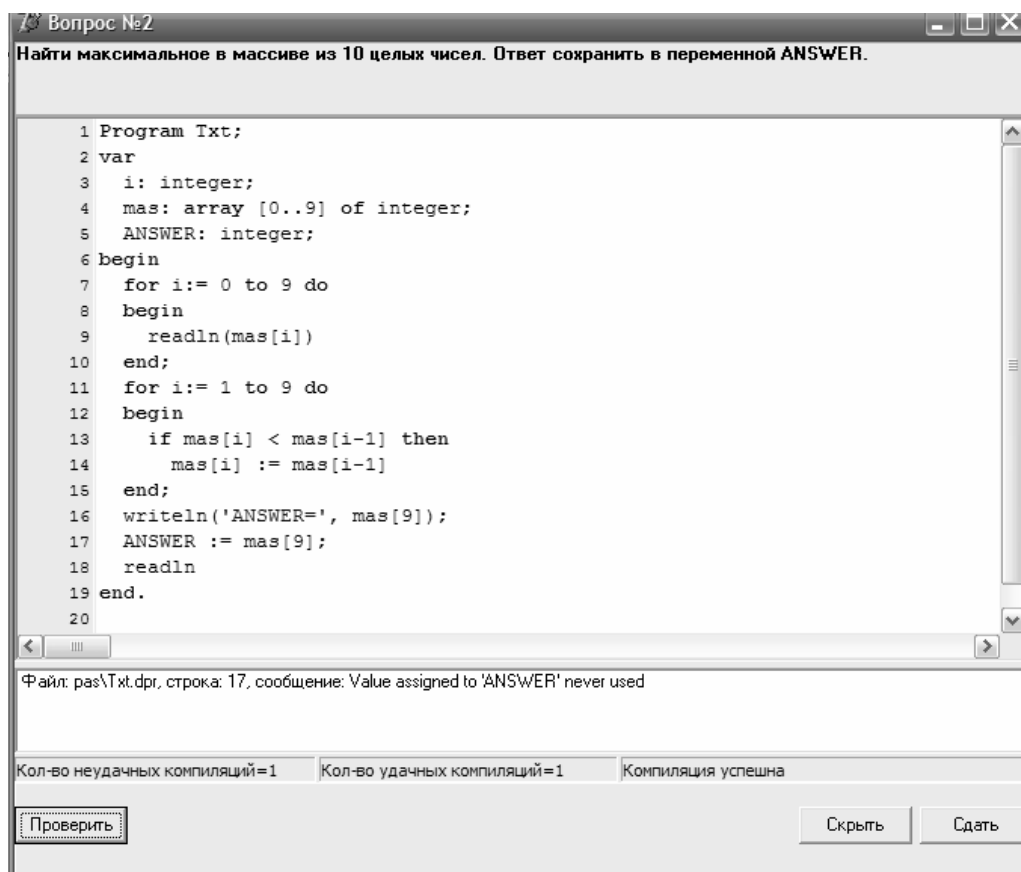 Вопрос №2
Найти максимальное в массиве из 10 целых чисел. Ответ сохранить в переменной ANSWER.
1 Program Txt;
2 var
3   i: integer;
4   mas: array [0..9] of integer;
5   ANSWER: integer;
6 begin
7   for i:= 0 to 9 do
8   begin
9     readln(mas[i])
10   end;
11   for i:= 1 to 9 do
12   begin
13     if mas[i] < mas[i-1] then
14       mas[i] := mas[i-1]
15   end;
16   writeln('ANSWER=', mas[9]);
17   ANSWER := mas[9];
18   readln
19 end.
20
Файл: pas\Txt.dpr, строка: 17, сообщение: Value assigned to 'ANSWER' never used
Кол-во неудачных компиляций=1 Кол-во удачных компиляций=1 Компиляция успешна
Проверить Скрыть Сдать